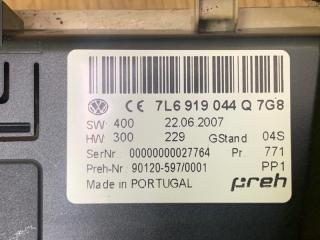 CE 7L6 919 044 Q 7G8
SW: 400 22.06.2007
HW: 300 229 GStand 04S
SerNr: 00000000027764 Pr. 771
Preh-Nr 90120-597/0001 PP1
Made in PORTUGAL preh